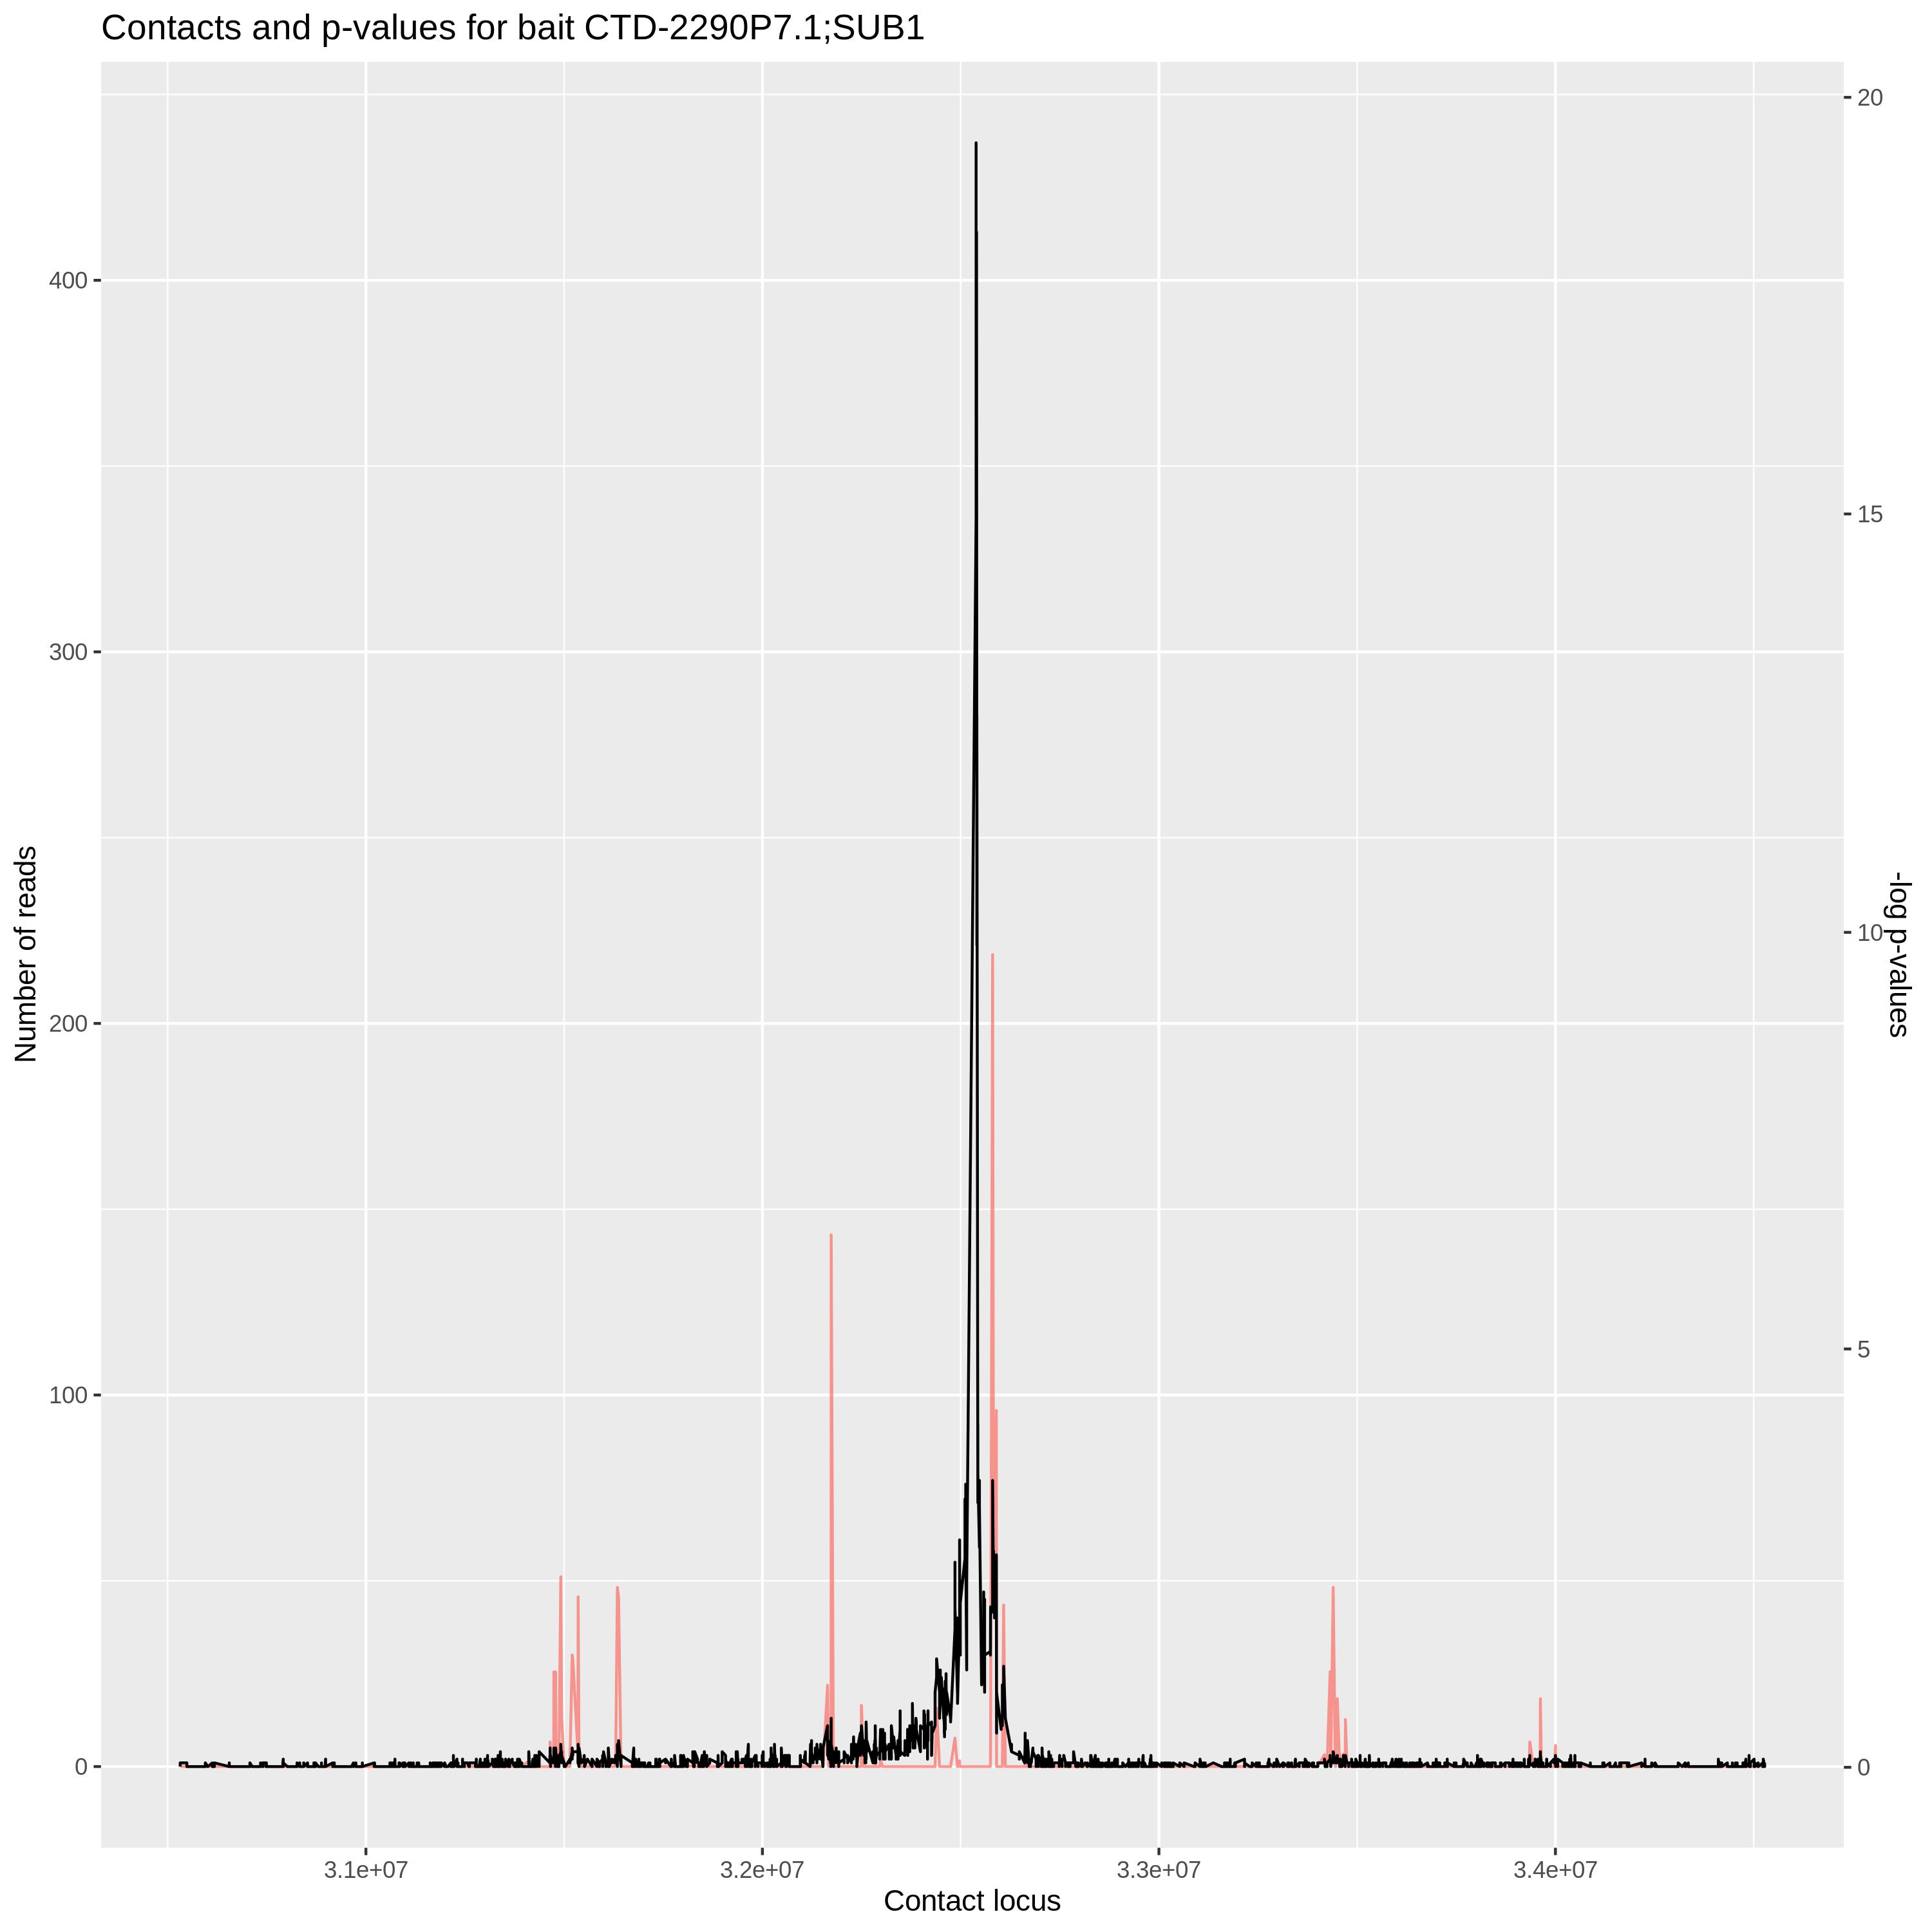 Contacts and p-values for bait CTD-2290P7.1;SUB1
Number of reads
400
300
200
100
0
20
15
10
5
0
-log p-values
3.1e+07 3.2e+07 3.3e+07 3.4e+07
Contact locus